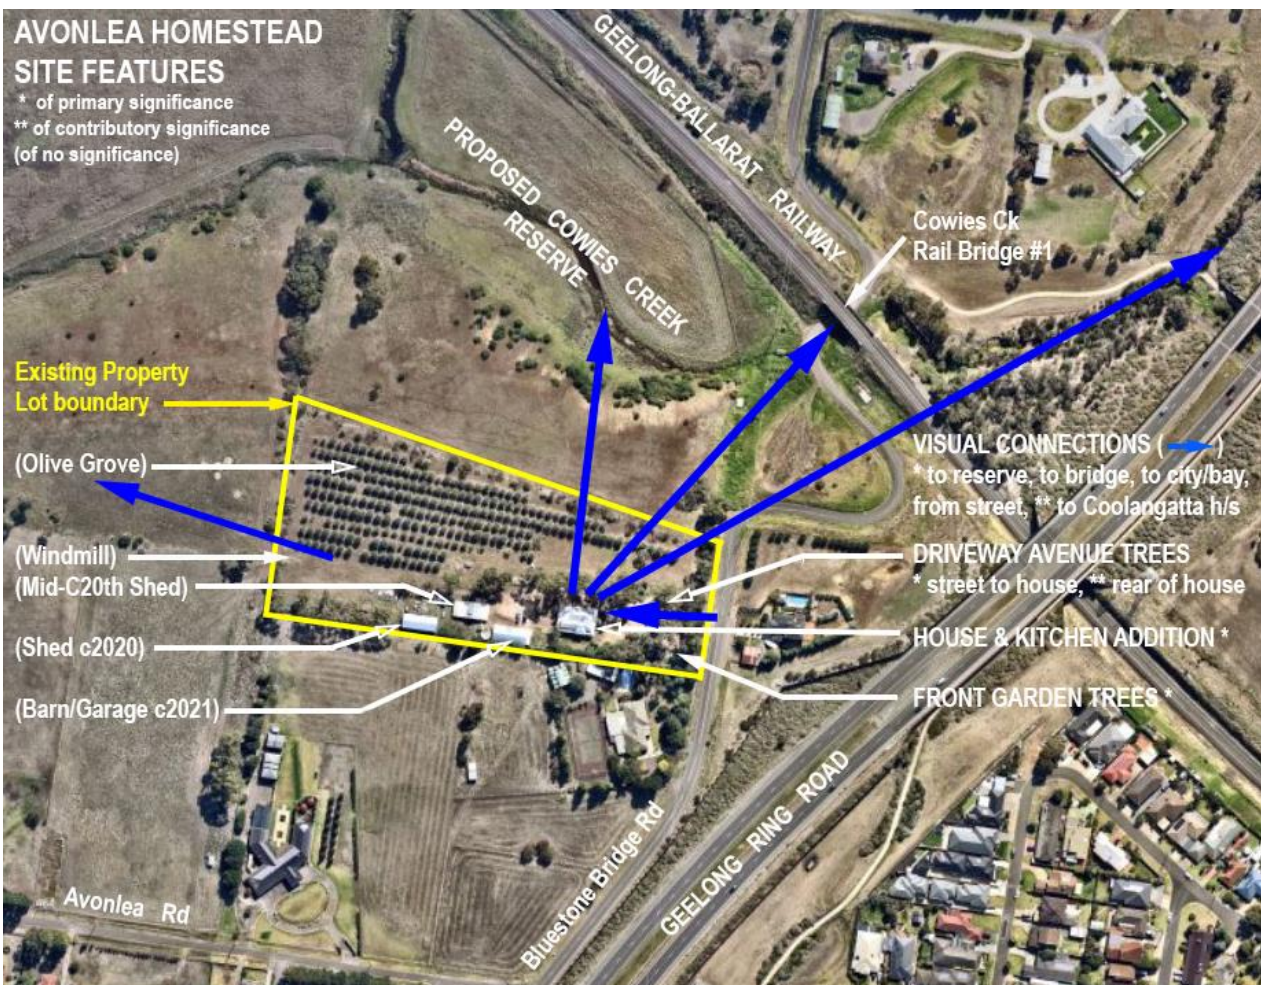 AVONLEA HOMESTEAD
SITE FEATURES
* of primary significance
** of contributory significance
(of no significance)
GEELONG-BALLARAT RAILWAY
PROPOSED COWIES CREEK
RESERVE
Cowies Ck
Rail Bridge #1
Existing Property
Lot boundary
(Olive Grove)
VISUAL CONNECTIONS ( )
* to reserve, to bridge, to city/bay,
from street, ** to Coolangatta h/s
(Windmill)
DRIVEWAY AVENUE TREES
(Mid-C20th Shed)
* street to house, ** rear of house
(Shed c2020)
HOUSE & KITCHEN ADDITION *
(Barn/Garage c2021)
FRONT GARDEN TREES *
GEELONG RING ROAD
Bluestone Bridge Rd
Avonlea Rd